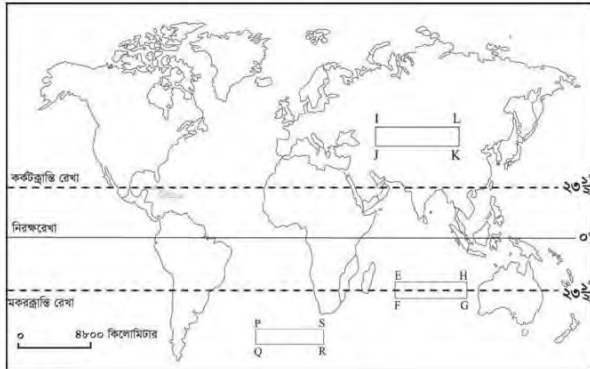 I L
J K
কর্কটক্রান্তি রেখা ২৩½°
নিরক্ষরেখা ০°
E H
মকরক্রান্তি রেখা ২৩½°
F G
P S
Q R
০ ৪৮০০ কিলোমিটার